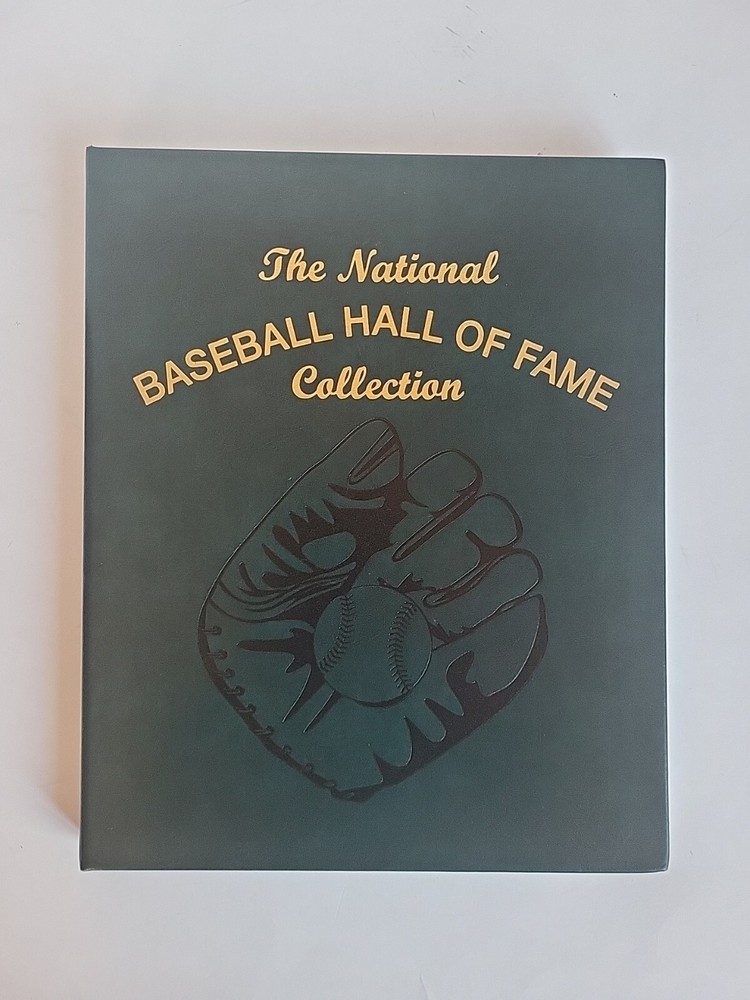 The National
BASEBALL HALL OF FAME
Collection